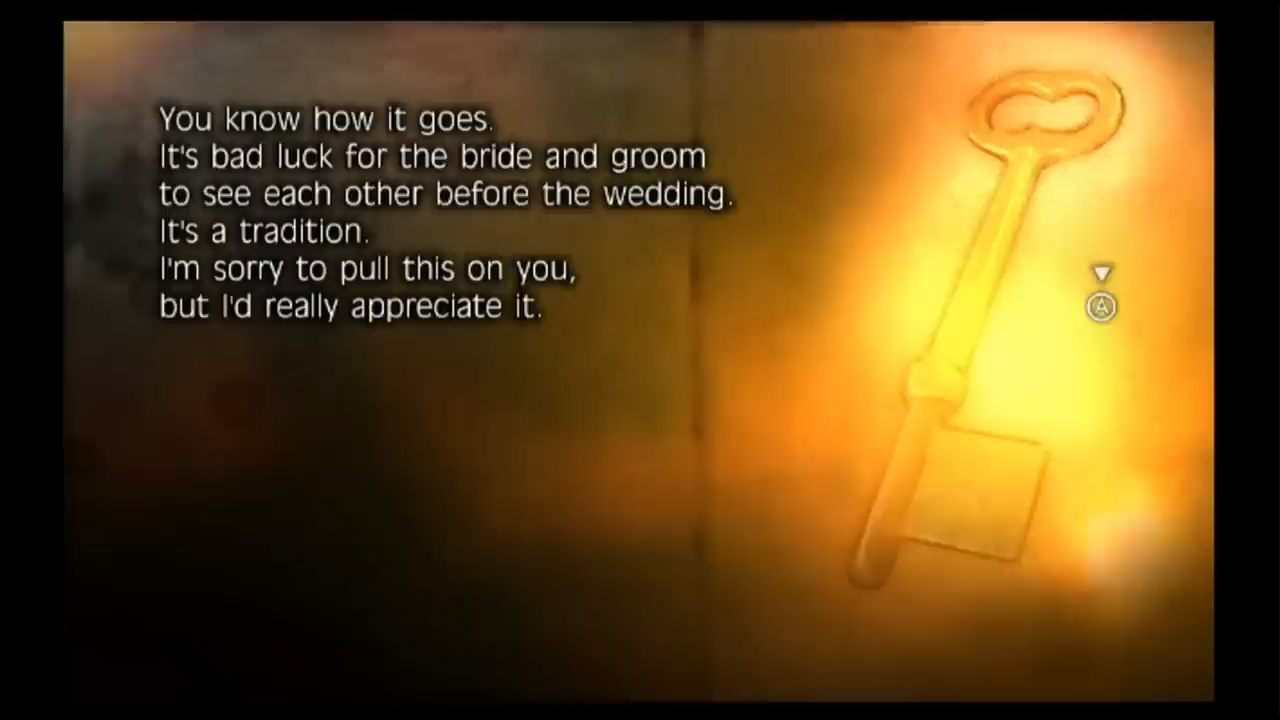 You know how it goes.
It's bad luck for the bride and groom
to see each other before the wedding.
It's a tradition.
I'm sorry to pull this on you,
but I'd really appreciate it.
A